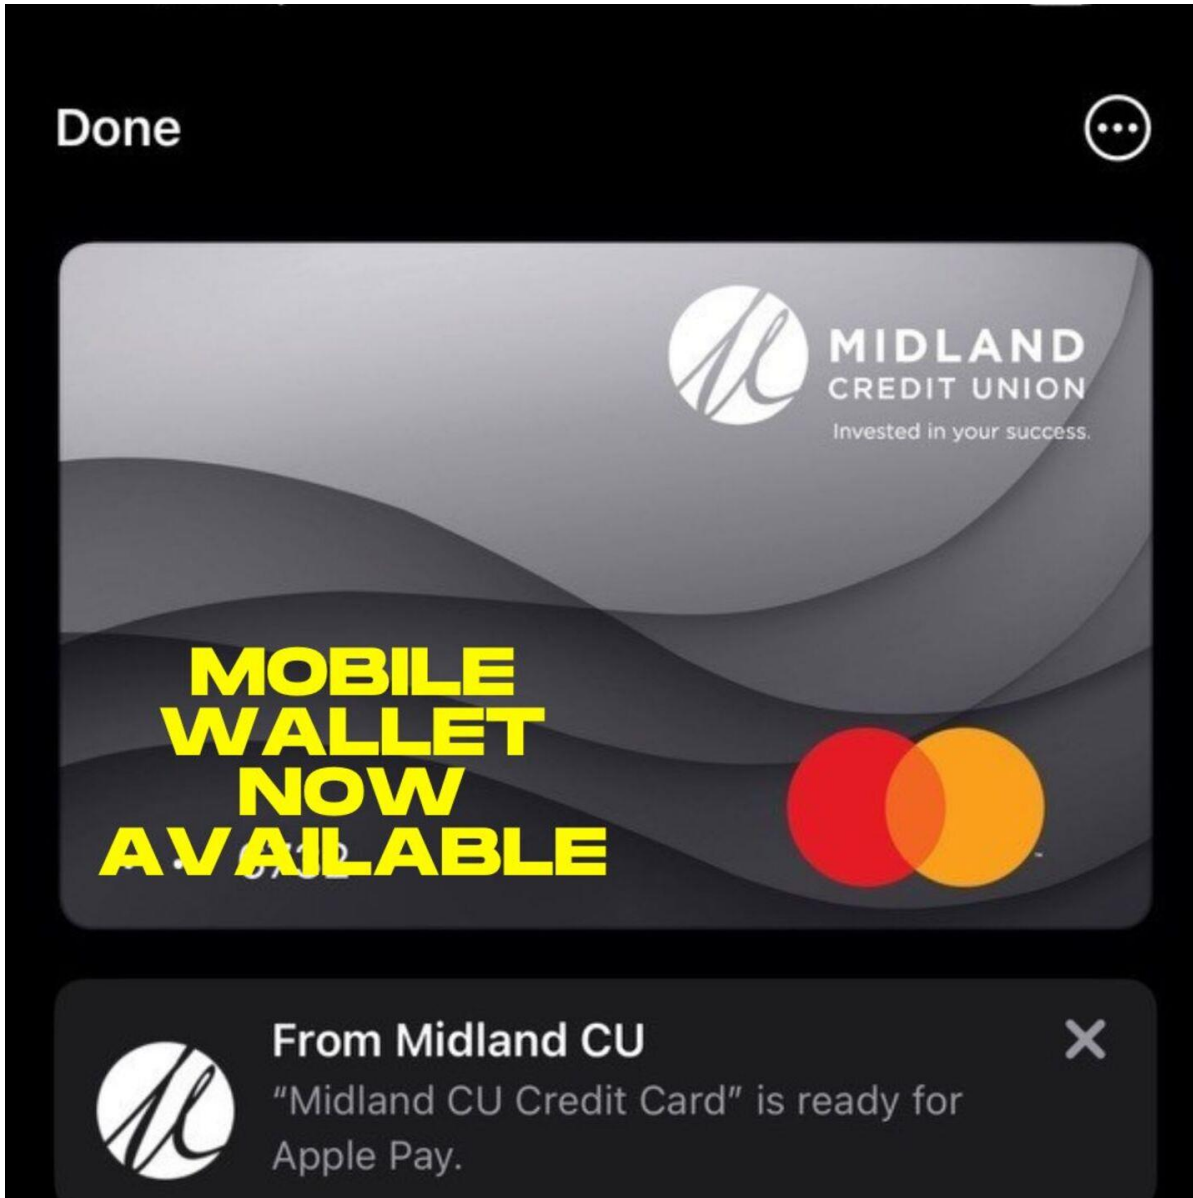 Done
MIDLAND
CREDIT UNION
Invested in your success.
MOBILE
WALLET
NOW
AVAILABLE
From Midland CU
“Midland CU Credit Card” is ready for
Apple Pay.